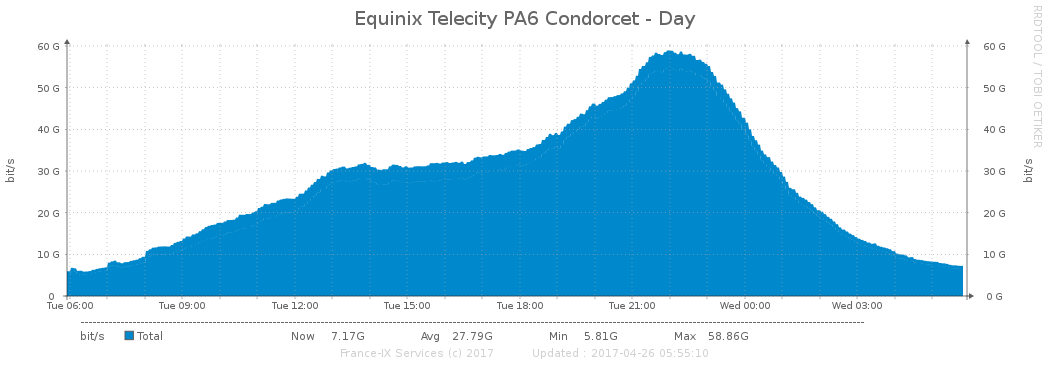 Equinix Telecity PA6 Condorcet - Day
RRDTOOL / TOBI OETIKER
60 G 60 G
50 G 50 G
40 G 40 G
30 G 30 G
20 G 20 G
10 G 10 G
0 0 G
bit/s bit/s
Tue 06:00 Tue 09:00 Tue 12:00 Tue 15:00 Tue 18:00 Tue 21:00 Wed 00:00 Wed 03:00
bit/s Total Now 7.17G Avg 27.79G Min 5.81G Max 58.86G
France-IX Services (c) 2017 Updated : 2017-04-26 05:55:10